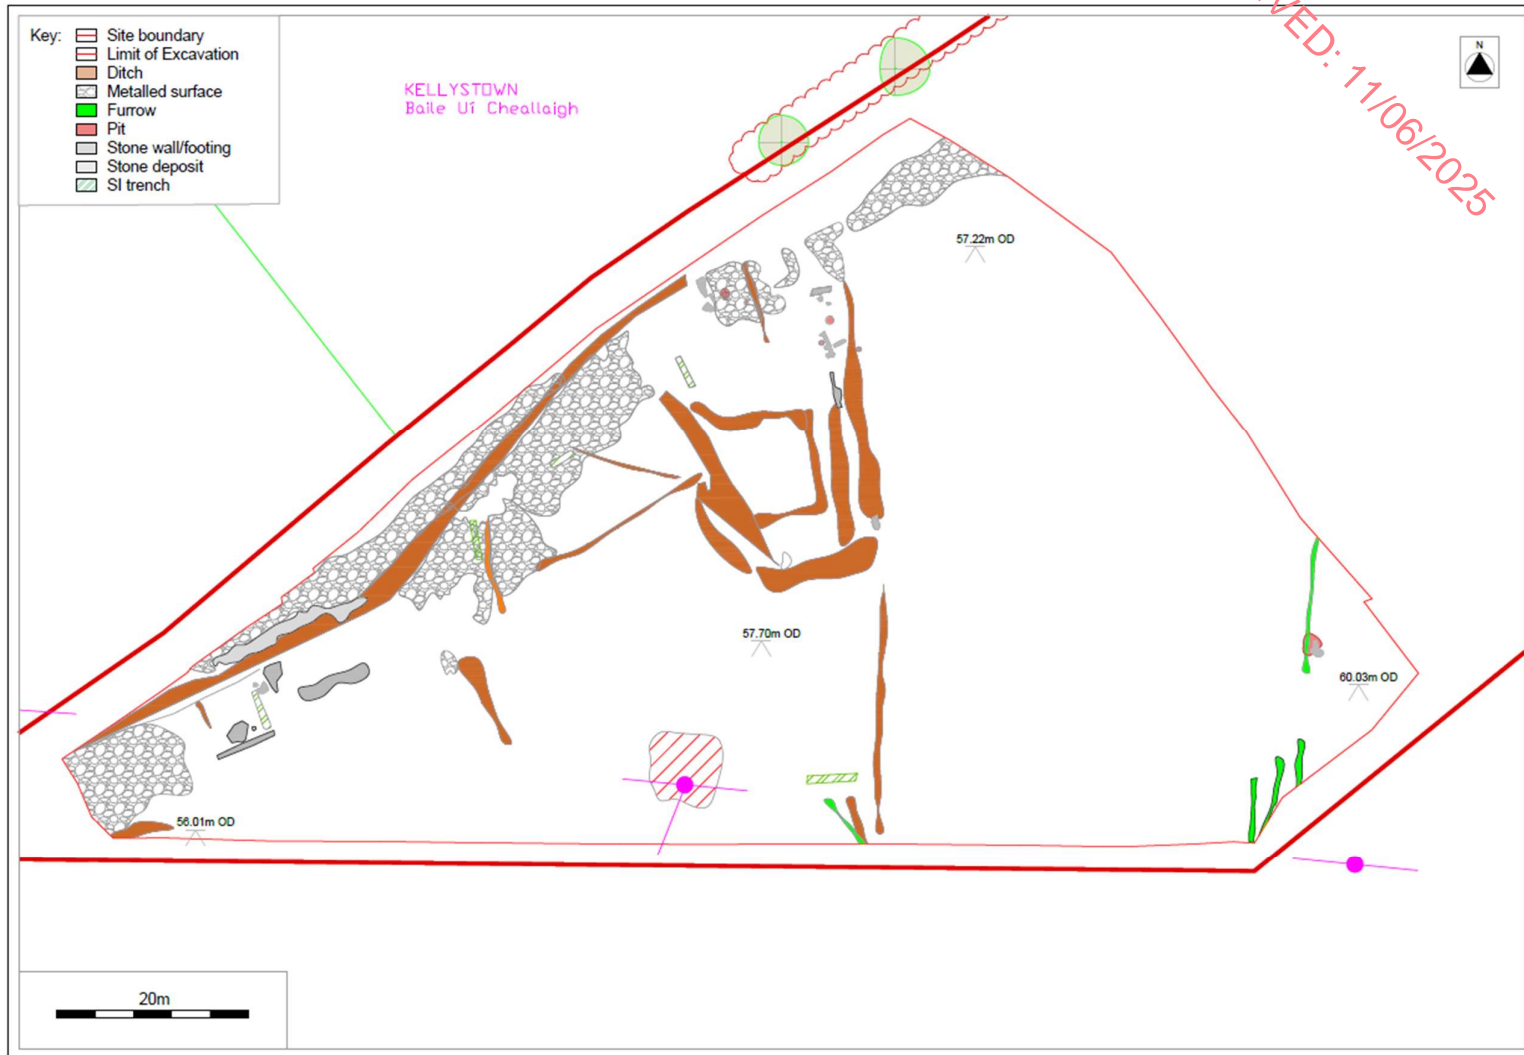 Key:
Site boundary
Limit of Excavation
Ditch
Metalled surface
Furrow
Pit
Stone wall/footing
Stone deposit
SI trench
KELLYSTOWN
Baile Uí Cheallaigh
VED: 11/06/2025
N
57.22m OD
57.70m OD
60.03m OD
56.01m OD
20m